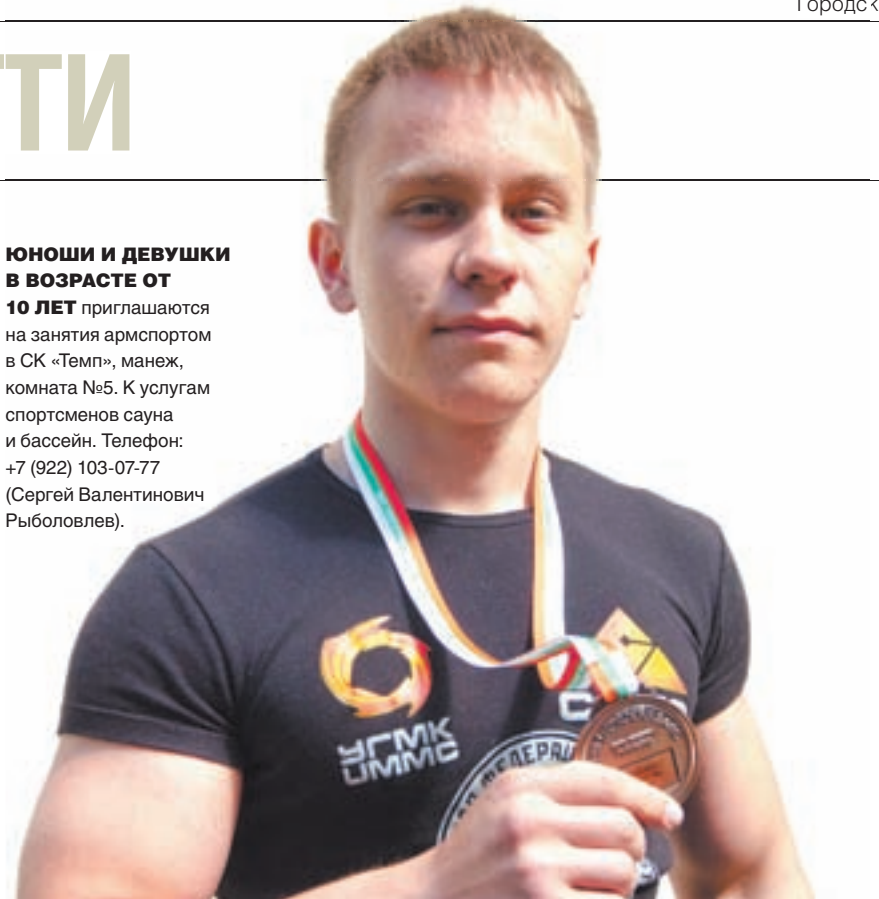 Городск
ТИ
ЮНОШИ И ДЕВУШКИ
В ВОЗРАСТЕ ОТ
10 ЛЕТ приглашаются
на занятия армспортом
в СК «Темп», манеж,
комната №5. К услугам
спортсменов сауна
и бассейн. Телефон:
+7 (922) 103-07-77
(Сергей Валентинович
Рыболовлев).
УГМК
UMMC